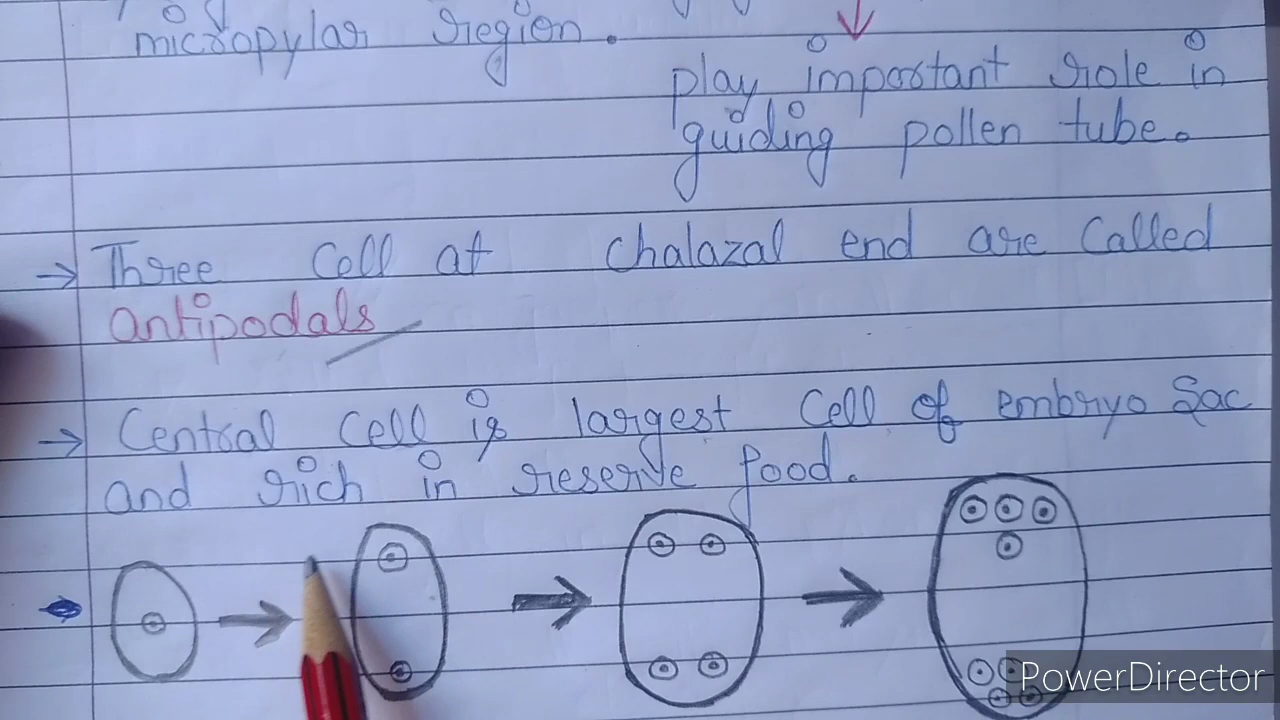 micropylar region.
play important role in
guiding pollen tube.
→ Three Cell at chalazal end are Called
antipodals
→ Central Cell is largest Cell of embryo Sac
and rich in reserve food.
PowerDirector